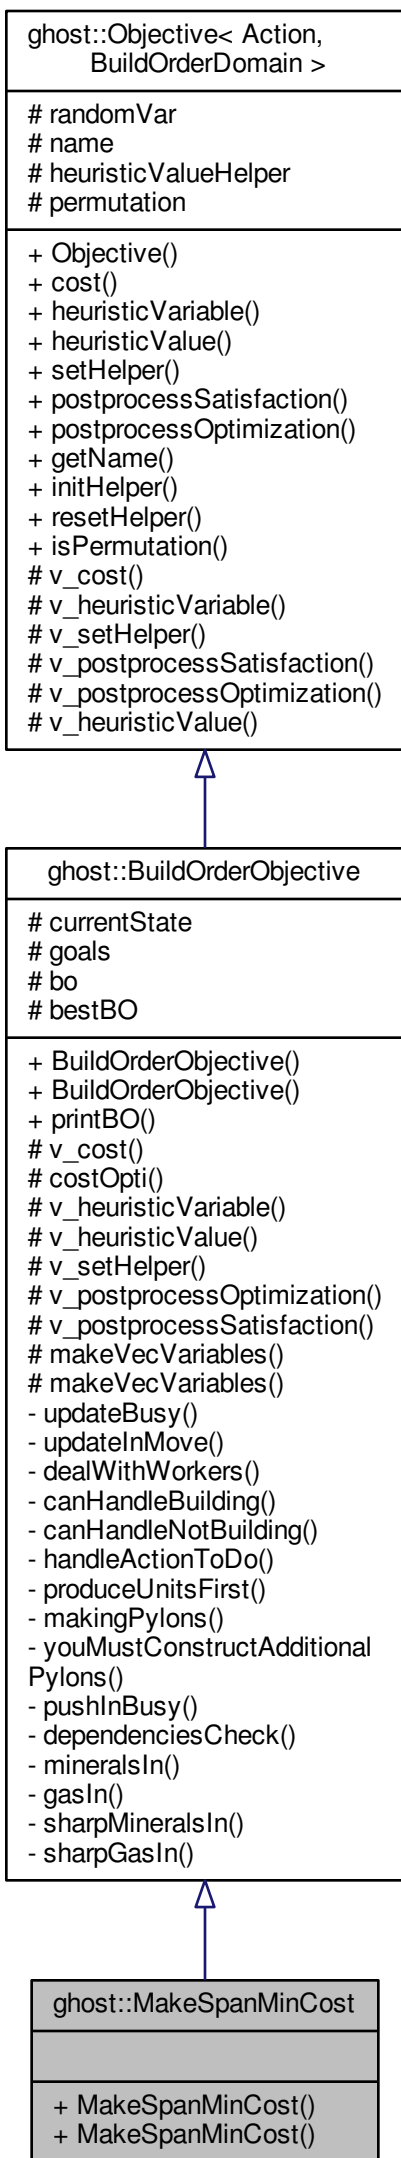 ghost::Objective< Action,
BuildOrderDomain >
# randomVar
# name
# heuristicValueHelper
# permutation
+ Objective()
+ cost()
+ heuristicVariable()
+ heuristicValue()
+ setHelper()
+ postprocessSatisfaction()
+ postprocessOptimization()
+ getName()
+ initHelper()
+ resetHelper()
+ isPermutation()
# v_cost()
# v_heuristicVariable()
# v_setHelper()
# v_postprocessSatisfaction()
# v_postprocessOptimization()
# v_heuristicValue()
ghost::BuildOrderObjective
# currentState
# goals
# bo
# bestBO
+ BuildOrderObjective()
+ BuildOrderObjective()
+ printBO()
# v_cost()
# costOpti()
# v_heuristicVariable()
# v_heuristicValue()
# v_setHelper()
# v_postprocessOptimization()
# v_postprocessSatisfaction()
# makeVecVariables()
# makeVecVariables()
- updateBusy()
- updateInMove()
- dealWithWorkers()
- canHandleBuilding()
- canHandleNotBuilding()
- handleActionToDo()
- produceUnitsFirst()
- makingPylons()
- youMustConstructAdditional
Pylons()
- pushInBusy()
- dependenciesCheck()
- mineralsIn()
- gasIn()
- sharpMineralsIn()
- sharpGasIn()
ghost::MakeSpanMinCost
+ MakeSpanMinCost()
+ MakeSpanMinCost()